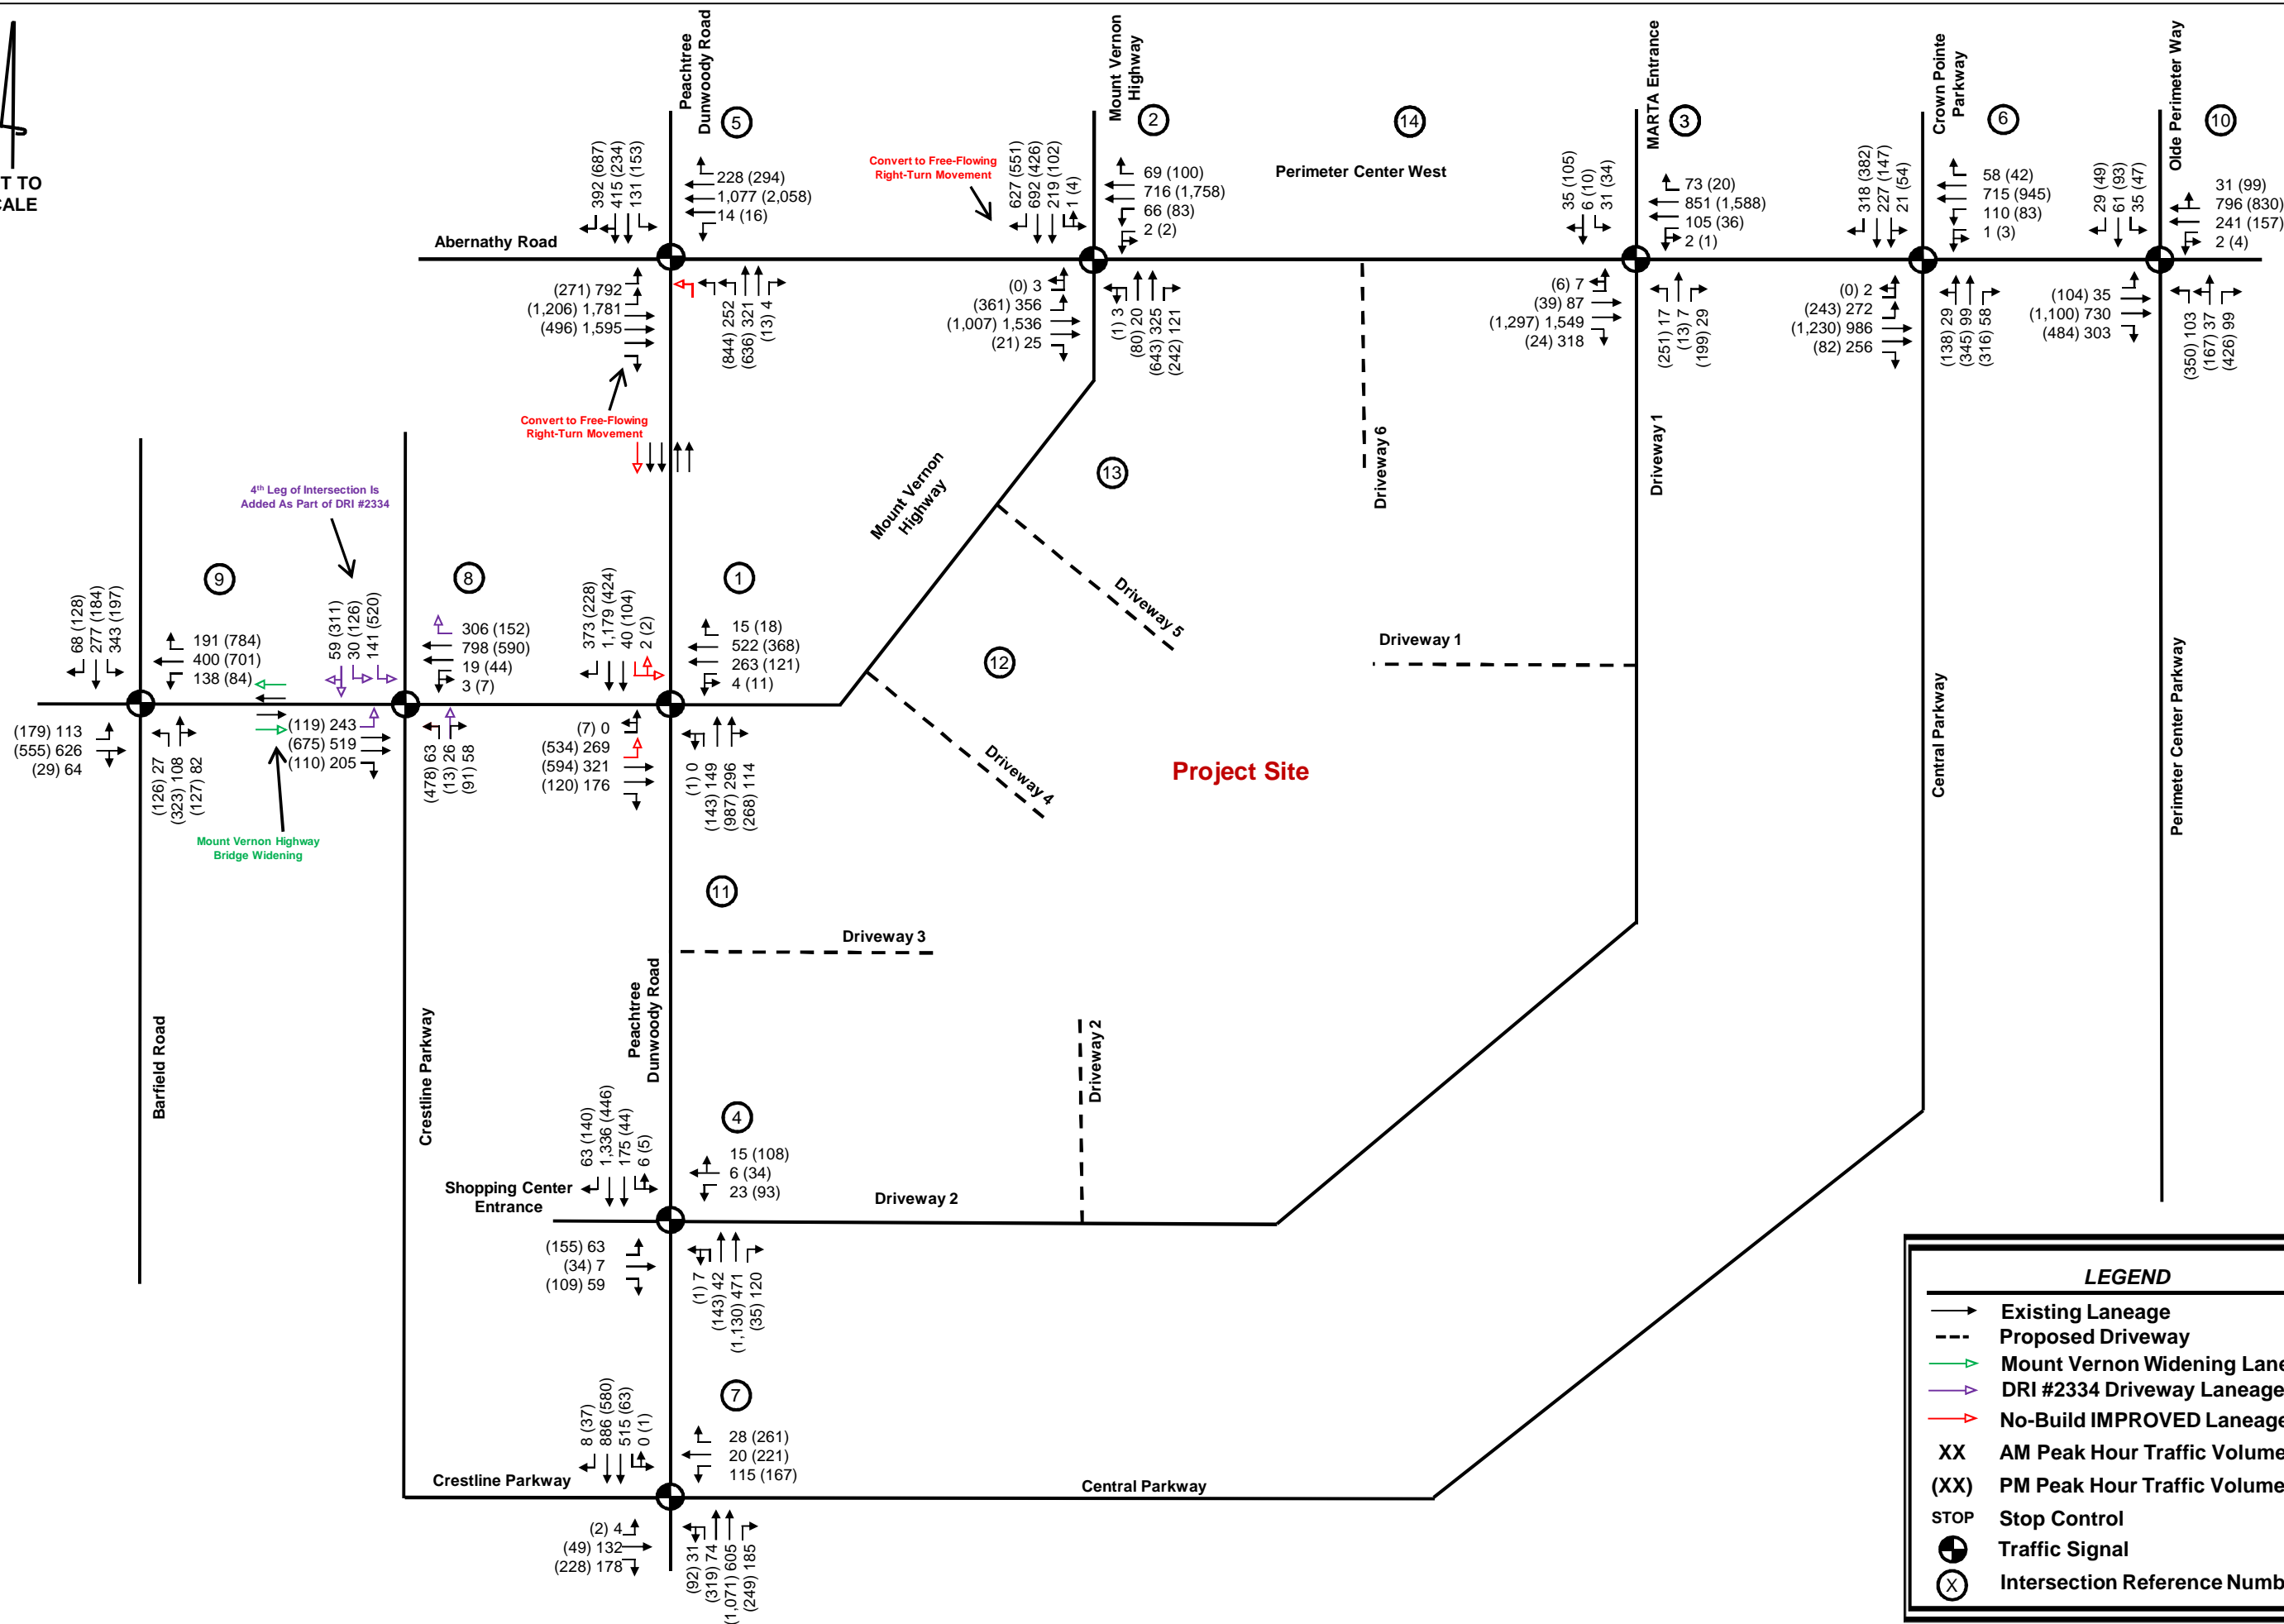 T TO
CALE
Peachtree
Dunwoody Road
5
Mount Vernon
Highway
2
14
MARTA Entrance
3
Crown Pointe
Parkway
6
Olde Perimeter Way
10
392 (687)
415 (234)
131 (153)
228 (294)
1,077 (2,058)
14 (16)
Abernathy Road
(271) 792
(1,206) 1,781
(496) 1,595
(844) 252
(636) 321
(13) 4
Convert to Free-Flowing
Right-Turn Movement
Convert to Free-Flowing
Right-Turn Movement
627 (551)
692 (426)
219 (102)
1 (4)
69 (100)
716 (1,758)
66 (83)
2 (2)
(0) 3
(361) 356
(1,007) 1,536
(21) 25
(1) 3
(80) 20
(643) 325
(242) 121
Perimeter Center West
35 (105)
6 (10)
31 (34)
73 (20)
851 (1,588)
105 (36)
2 (1)
(6) 7
(39) 87
(1,297) 1,549
(24) 318
(251) 17
(13) 7
(199) 29
318 (382)
227 (147)
21 (54)
58 (42)
715 (945)
110 (83)
1 (3)
(0) 2
(243) 272
(1,230) 986
(82) 256
(138) 29
(345) 99
(316) 58
29 (49)
61 (93)
35 (47)
31 (99)
796 (830)
241 (157)
2 (4)
(104) 35
(1,100) 730
(484) 303
(350) 103
(167) 37
(426) 99
Driveway 6
Driveway 1
Mount Vernon
Highway
13
Driveway 5
12
Driveway 4
Driveway 1
Project Site
Central Parkway
Perimeter Center Parkway
4th Leg of Intersection Is
Added As Part of DRI #2334
9
68 (128)
277 (184)
343 (197)
191 (784)
400 (701)
138 (84)
(179) 113
(555) 626
(29) 64
(126) 27
(323) 108
(127) 82
Mount Vernon Highway
Bridge Widening
8
59 (311)
30 (126)
141 (520)
306 (152)
798 (590)
19 (44)
3 (7)
(119) 243
(675) 519
(110) 205
(478) 63
(13) 26
(91) 58
1
373 (228)
1,179 (424)
40 (104)
2 (2)
15 (18)
522 (368)
263 (121)
4 (11)
(7) 0
(534) 269
(594) 321
(120) 176
(1) 0
(143) 149
(987) 296
(268) 114
11
Driveway 3
Peachtree
Dunwoody Road
Barfield Road
Crestline Parkway
Driveway 2
4
63 (140)
1,336 (446)
175 (44)
6 (5)
15 (108)
6 (34)
23 (93)
Shopping Center
Entrance
Driveway 2
(155) 63
(34) 7
(109) 59
(1) 7
(143) 42
(1,130) 471
(35) 120
7
8 (37)
886 (580)
515 (63)
0 (1)
28 (261)
20 (221)
115 (167)
Crestline Parkway
Central Parkway
(2) 4
(49) 132
(228) 178
(92) 31
(319) 74
(1,071) 605
(249) 185
LEGEND
Existing Laneage
Proposed Driveway
Mount Vernon Widening Lane
DRI #2334 Driveway Laneage
No-Build IMPROVED Laneage
XX AM Peak Hour Traffic Volume
(XX) PM Peak Hour Traffic Volume
STOP Stop Control
Traffic Signal
X Intersection Reference Numb